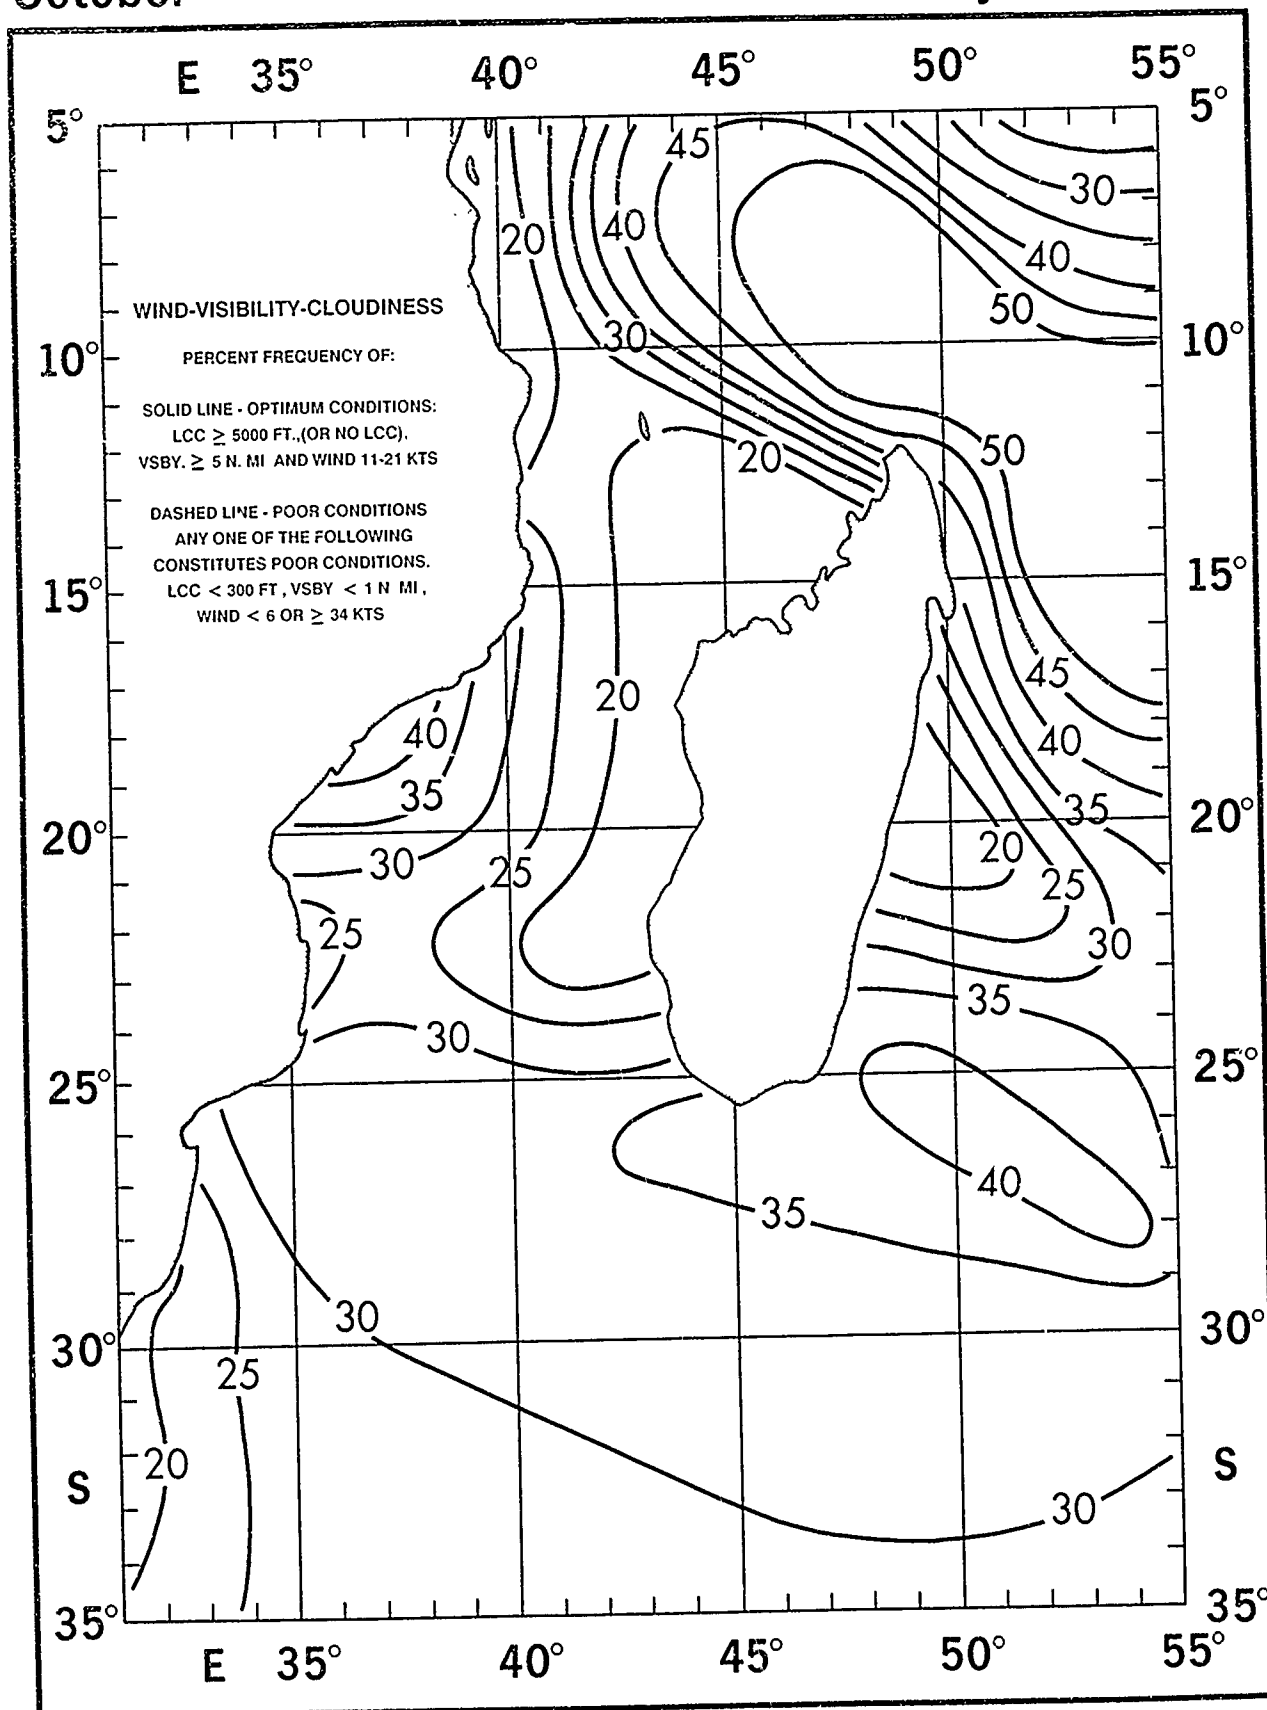 E 35° 40° 45° 50° 55°
5° 5°
45
30
20 40
40
WIND-VISIBILITY-CLOUDINESS
50
30
10° 10°
PERCENT FREQUENCY OF:
SOLID LINE - OPTIMUM CONDITIONS:
LCC ≥ 5000 FT.,(OR NO LCC),
VSBY. ≥ 5 N. MI AND WIND 11-21 KTS
20 50
DASHED LINE - POOR CONDITIONS
ANY ONE OF THE FOLLOWING
CONSTITUTES POOR CONDITIONS.
LCC < 300 FT , VSBY < 1 N MI ,
WIND < 6 OR ≥ 34 KTS
15° 15°
45
20
40 40
35 35
20° 20°
30 25 20
25
25 30
35
30
25° 25°
40
35
30
30° 30°
25
20
S S
30
35° 35°
E 35° 40° 45° 50° 55°